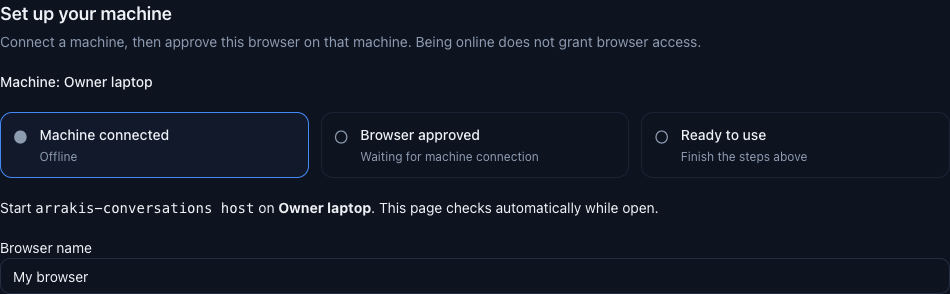 Set up your machine
Connect a machine, then approve this browser on that machine. Being online does not grant browser access.
Machine: Owner laptop
Machine connected
Offline
Browser approved
Waiting for machine connection
Ready to use
Finish the steps above
Start arrakis-conversations host on Owner laptop. This page checks automatically while open.
Browser name
My browser